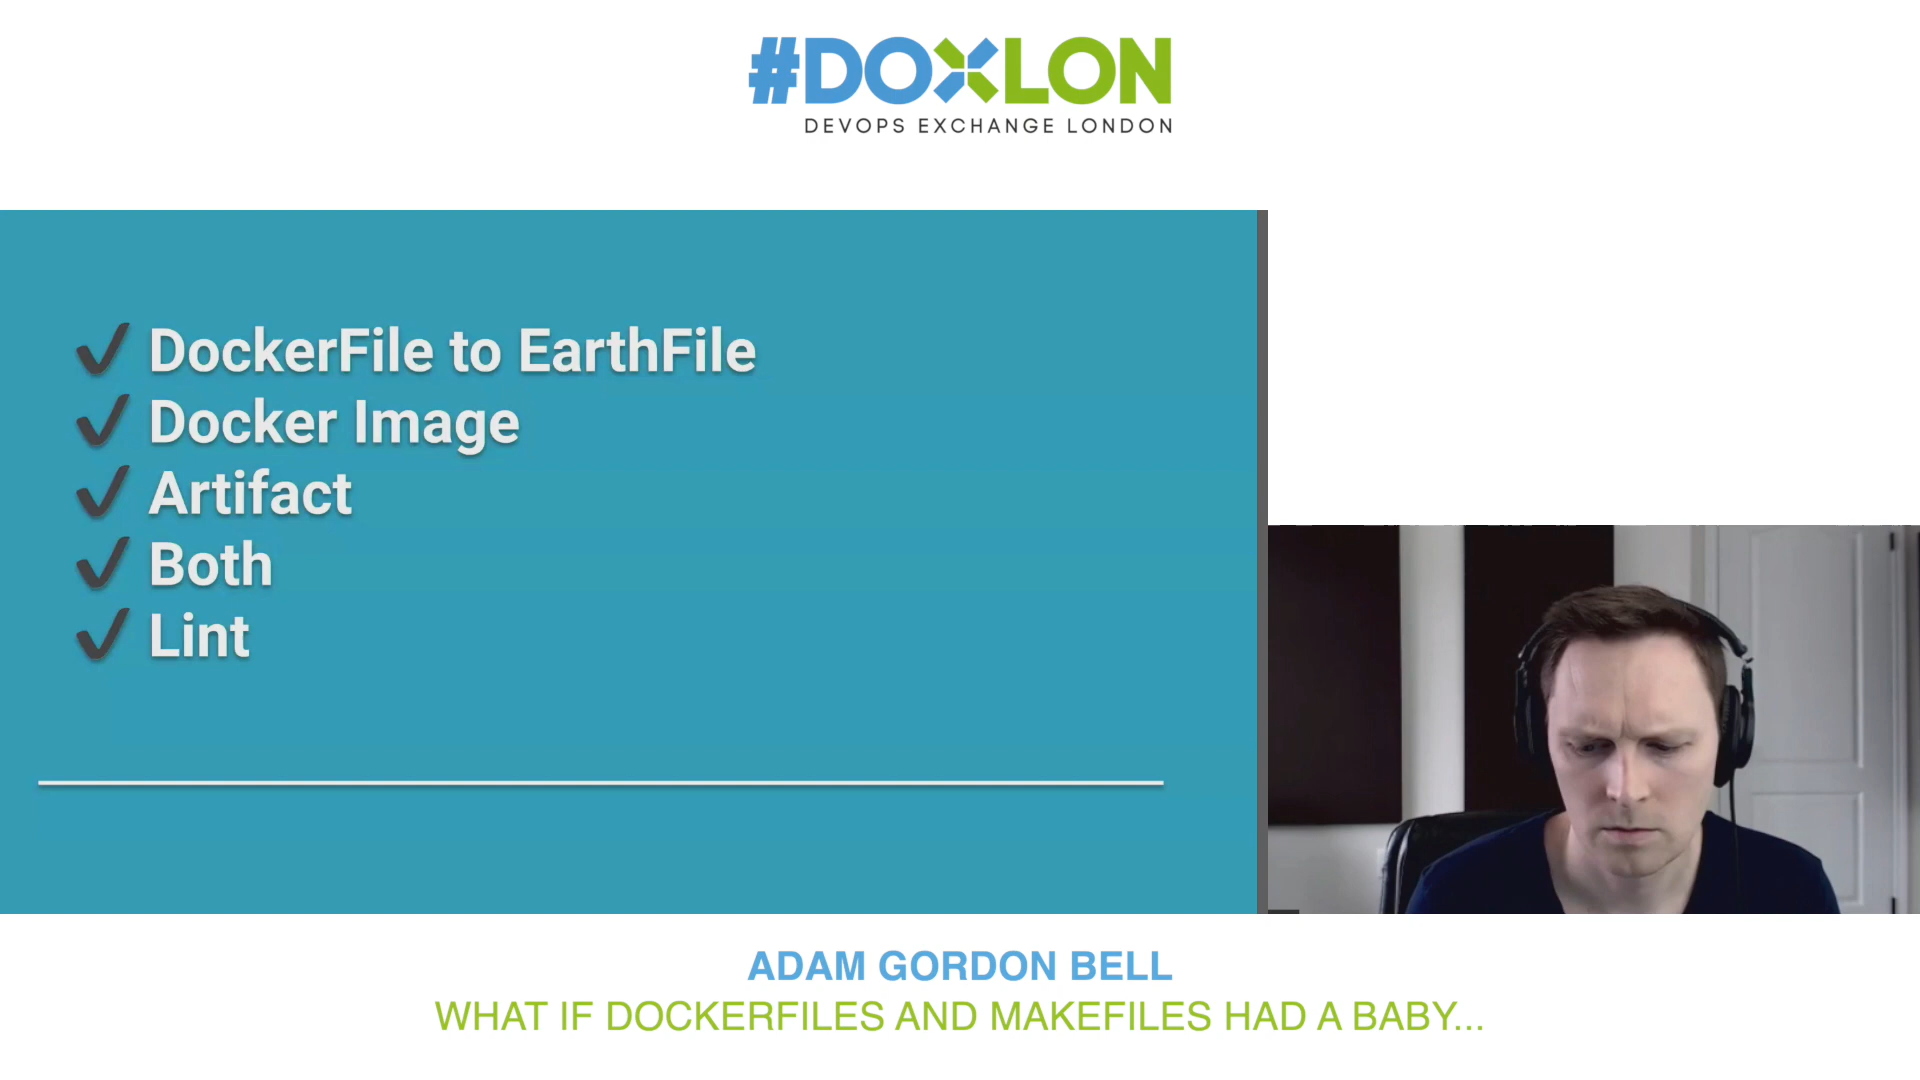 #DOXLON
DEVOPS EXCHANGE LONDON
✔ DockerFile to EarthFile
✔ Docker Image
✔ Artifact
✔ Both
✔ Lint
ADAM GORDON BELL
WHAT IF DOCKERFILES AND MAKEFILES HAD A BABY...